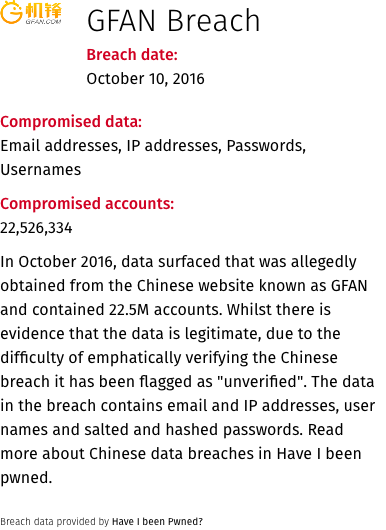 机锋
GFAN.COM
GFAN Breach
Breach date:
October 10, 2016
Compromised data:
Email addresses, IP addresses, Passwords,
Usernames
Compromised accounts:
22,526,334
In October 2016, data surfaced that was allegedly
obtained from the Chinese website known as GFAN
and contained 22.5M accounts. Whilst there is
evidence that the data is legitimate, due to the
difficulty of emphatically verifying the Chinese
breach it has been flagged as "unverified". The data
in the breach contains email and IP addresses, user
names and salted and hashed passwords. Read
more about Chinese data breaches in Have I been
pwned.
Breach data provided by Have I been Pwned?